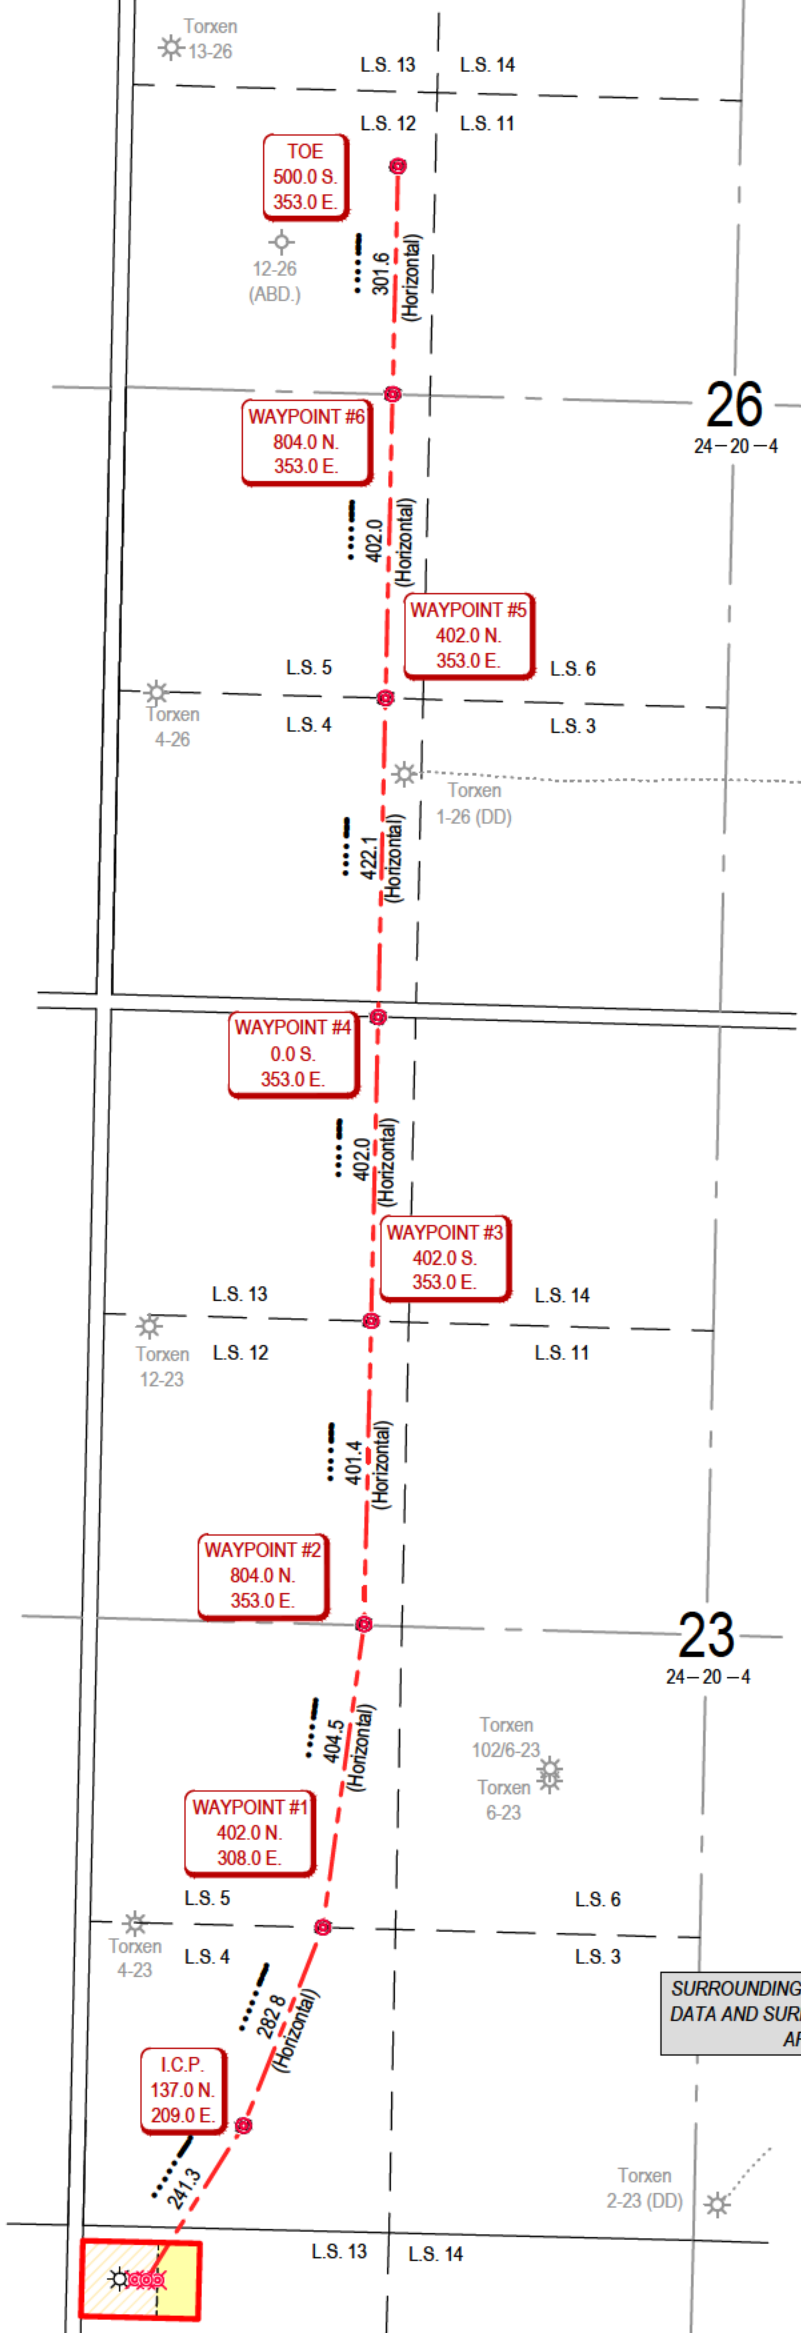 Torxen
13-26
L.S. 13
L.S. 14
L.S. 12
L.S. 11
TOE
500.0 S.
353.0 E.
12-26
(ABD.)
301.6
(Horizontal)
WAYPOINT #6
804.0 N.
353.0 E.
26
24-20-4
402.0
(Horizontal)
WAYPOINT #5
402.0 N.
353.0 E.
L.S. 5
L.S. 6
Torxen
4-26
L.S. 4
L.S. 3
Torxen
1-26 (DD)
422.1
(Horizontal)
WAYPOINT #4
0.0 S.
353.0 E.
402.0
(Horizontal)
WAYPOINT #3
402.0 S.
353.0 E.
L.S. 13
L.S. 14
Torxen
12-23
L.S. 12
L.S. 11
401.4
(Horizontal)
WAYPOINT #2
804.0 N.
353.0 E.
23
24-20-4
404.5
(Horizontal)
Torxen
102/6-23
Torxen
6-23
WAYPOINT #1
402.0 N.
308.0 E.
L.S. 5
L.S. 6
Torxen
4-23
L.S. 4
L.S. 3
282.8
(Horizontal)
SURROUNDING
DATA AND SUR
I.C.P.
137.0 N.
209.0 E.
241.3
Torxen
2-23 (DD)
L.S. 13
L.S. 14